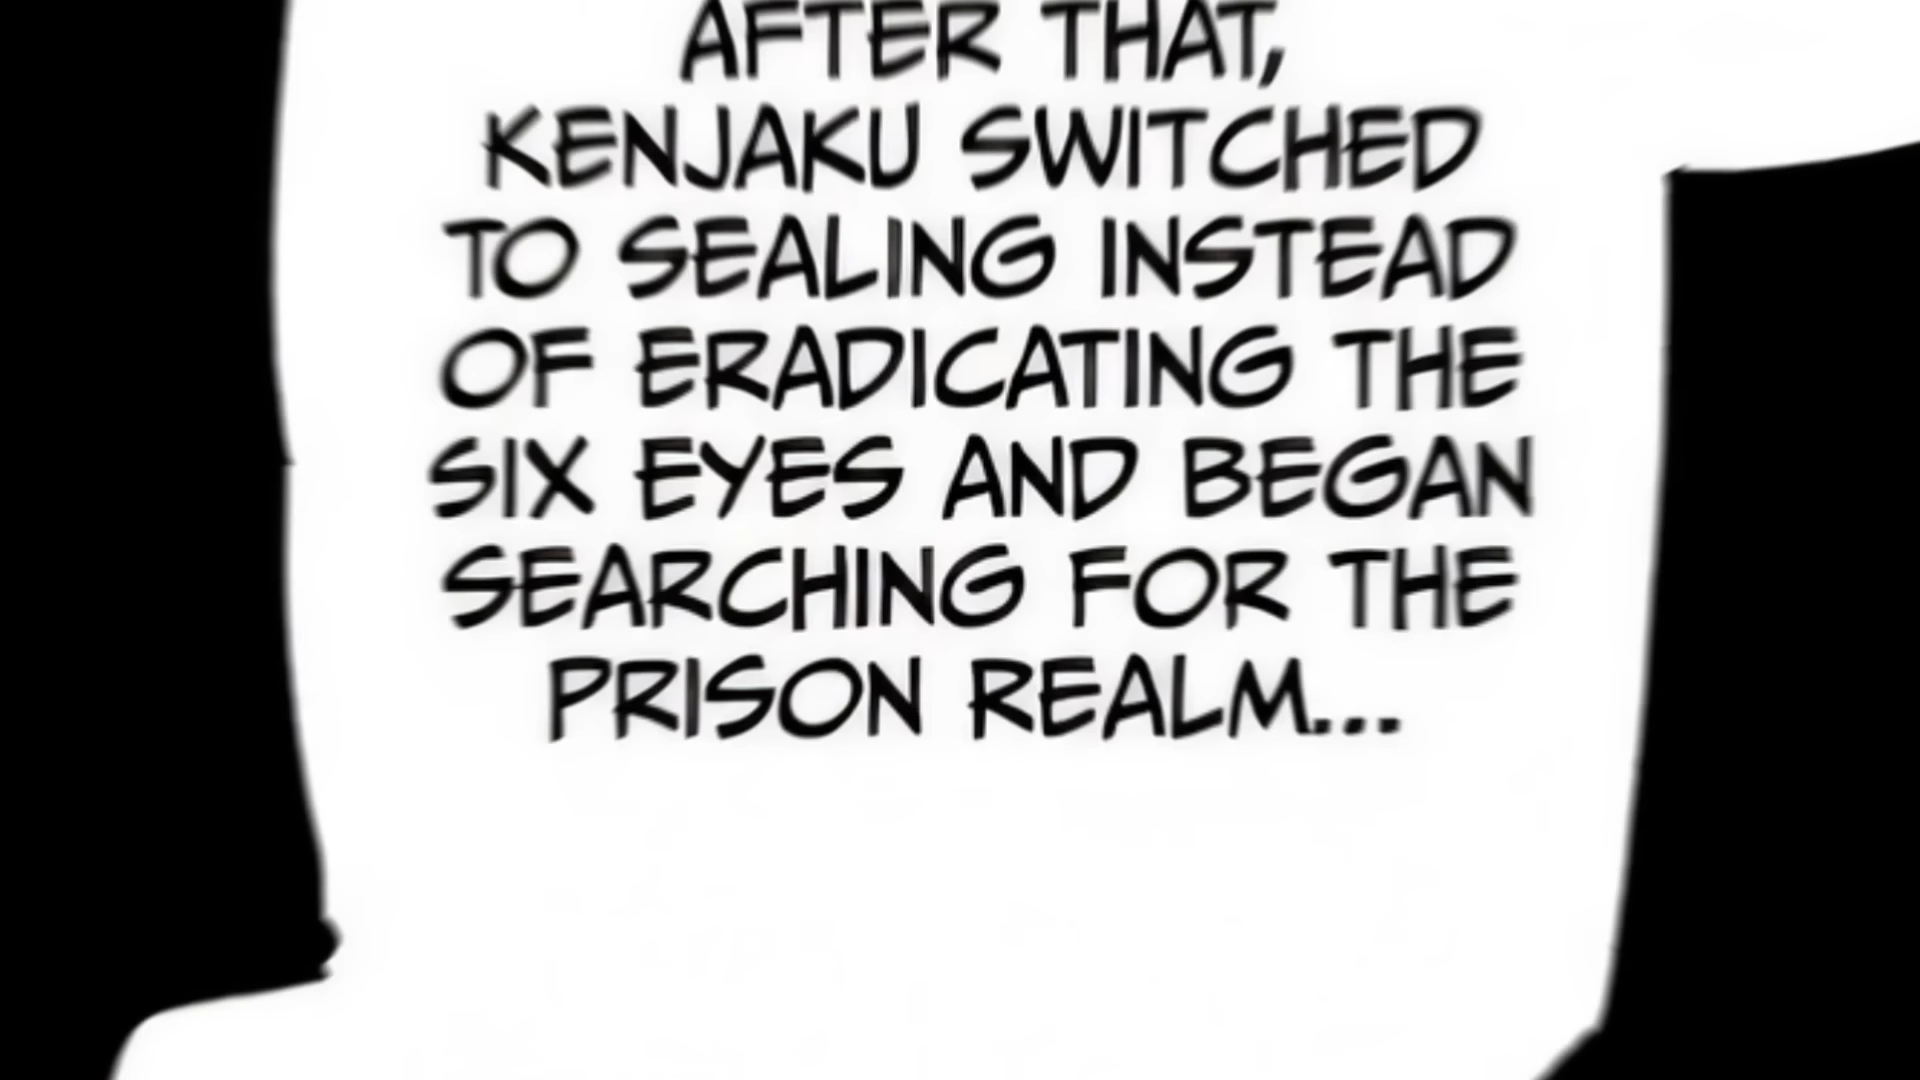 AFTER THAT,
KENJAKU SWITCHED
TO SEALING INSTEAD
OF ERADICATING THE
SIX EYES AND BEGAN
SEARCHING FOR THE
PRISON REALM...